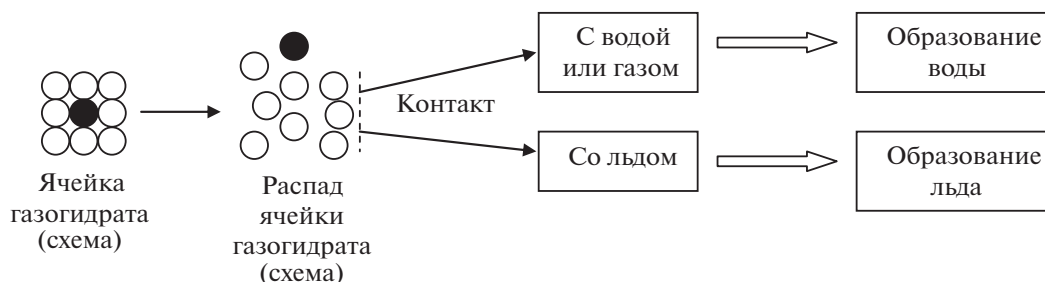 Ячейка
газогидрата
(схема)
Распад
ячейки
газогидрата
(схема)
Контакт
С водой
или газом
Образование
воды
Со льдом
Образование
льда